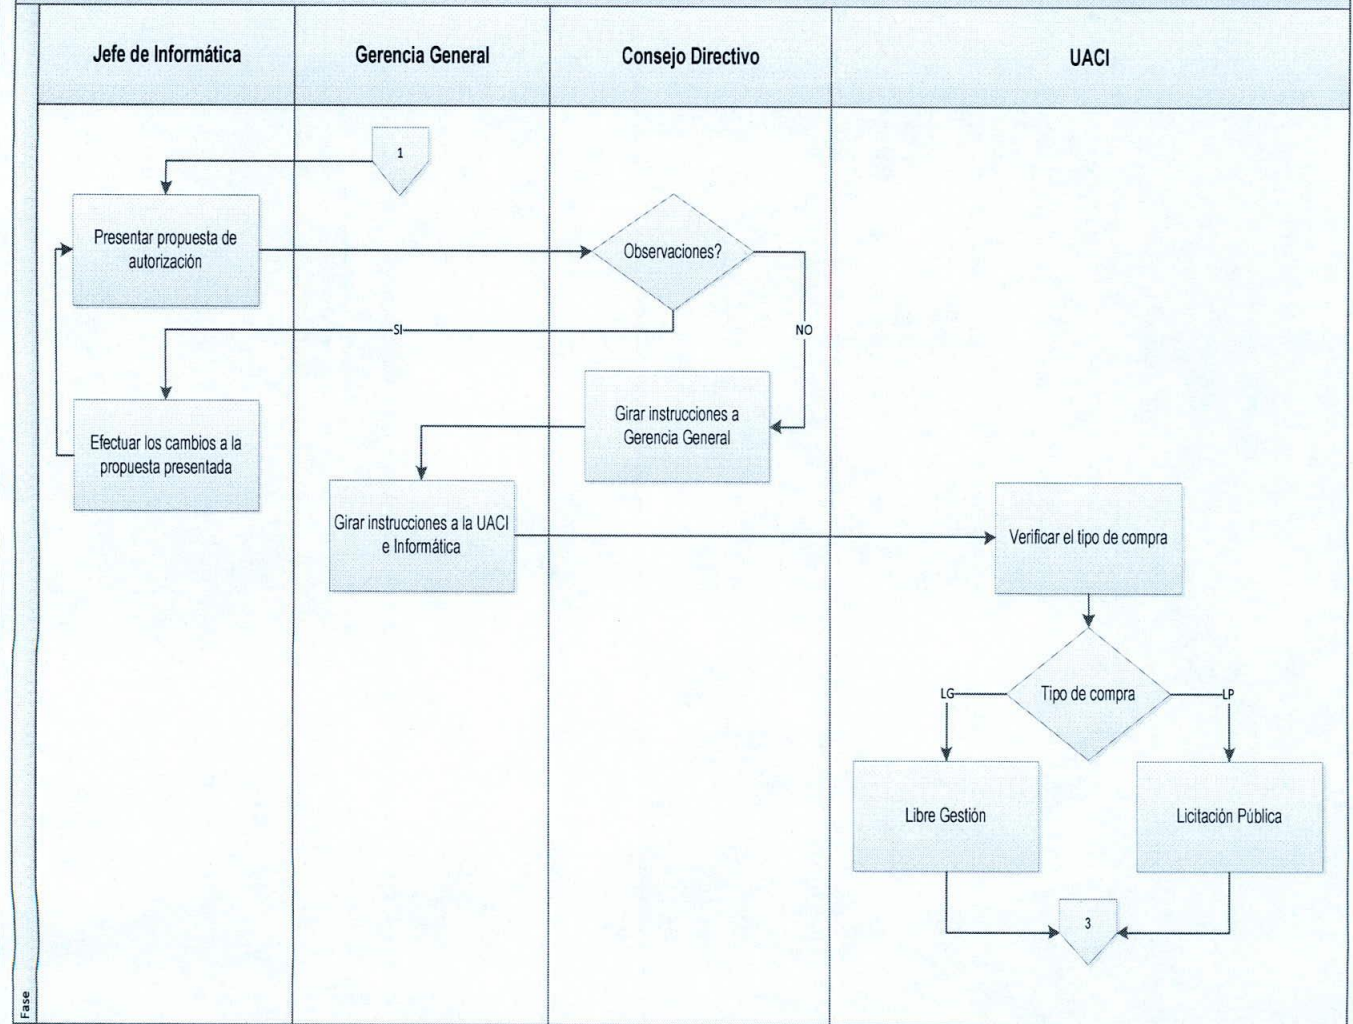 Jefe de Informática
Gerencia General
Consejo Directivo
UACI
1
Presentar propuesta de
autorización
Observaciones?
SI
NO
Efectuar los cambios a la
propuesta presentada
Girar instrucciones a
Gerencia General
Girar instrucciones a la UACI
e Informática
Verificar el tipo de compra
Tipo de compra
LG
LP
Libre Gestión
Licitación Pública
3
Fase